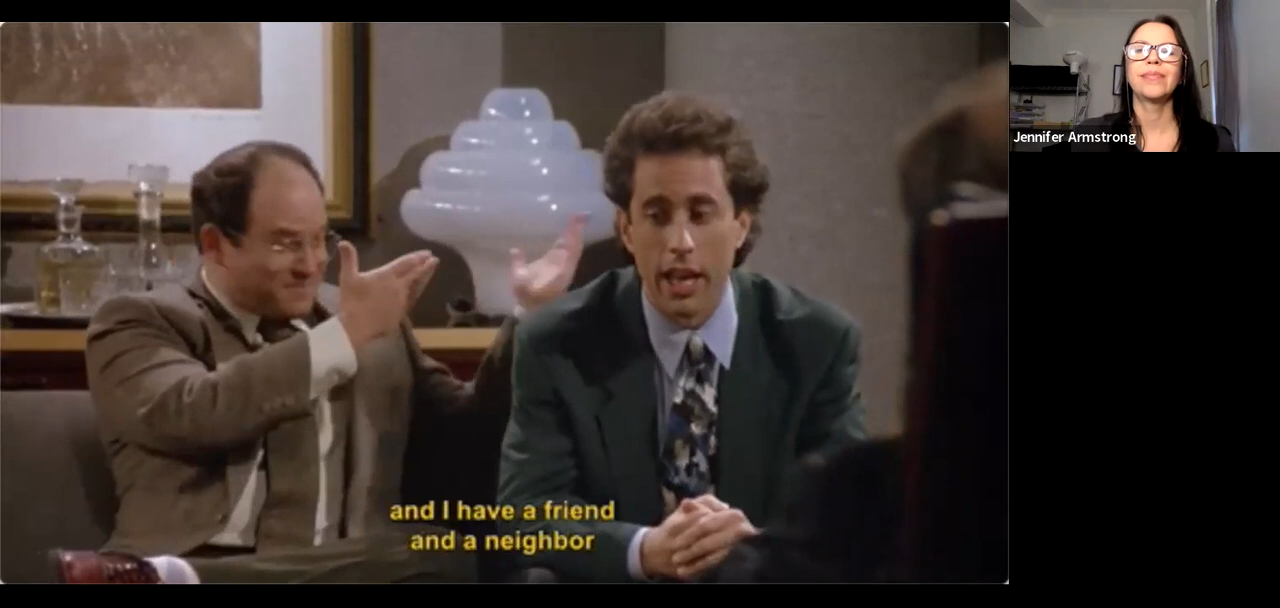 Jennifer Armstrong
and I have a friend
and a neighbor